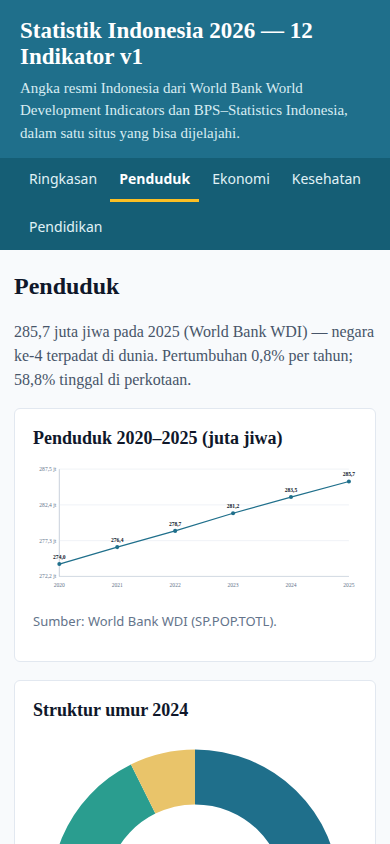 Statistik Indonesia 2026 — 12
Indikator v1
Angka resmi Indonesia dari World Bank World
Development Indicators dan BPS–Statistics Indonesia,
dalam satu situs yang bisa dijelajahi.
Ringkasan Penduduk Ekonomi Kesehatan
Pendidikan
Penduduk
285,7 juta jiwa pada 2025 (World Bank WDI) — negara
ke-4 terpadat di dunia. Pertumbuhan 0,8% per tahun;
58,8% tinggal di perkotaan.
Penduduk 2020–2025 (juta jiwa)
287,5 jt
282,4 jt
277,3 jt
272,2 jt
274,0
276,4
278,7
281,2
283,5
285,7
2020 2021 2022 2023 2024 2025
Sumber: World Bank WDI (SP.POP.TOTL).
Struktur umur 2024